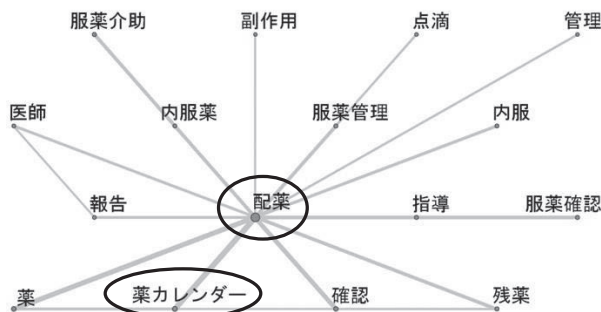 服薬介助 副作用 点滴 管理
医師 内服薬 服薬管理 内服
報告 配薬 指導 服薬確認
薬 薬カレンダー 確認 残薬